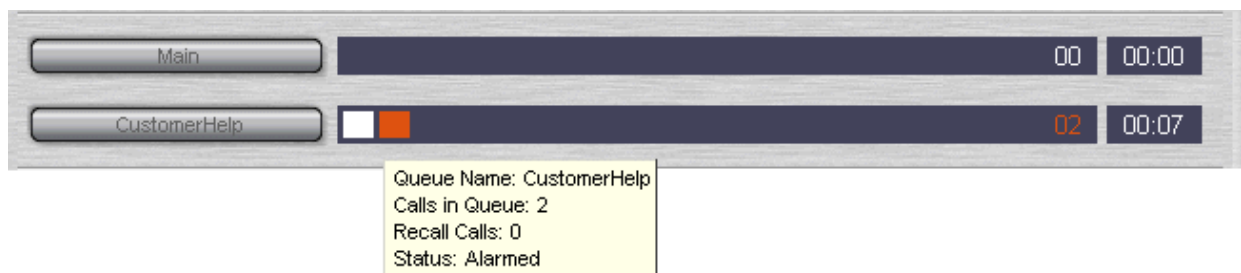 Main 00 00:00
CustomerHelp 02 00:07
Queue Name: CustomerHelp
Calls in Queue: 2
Recall Calls: 0
Status: Alarmed